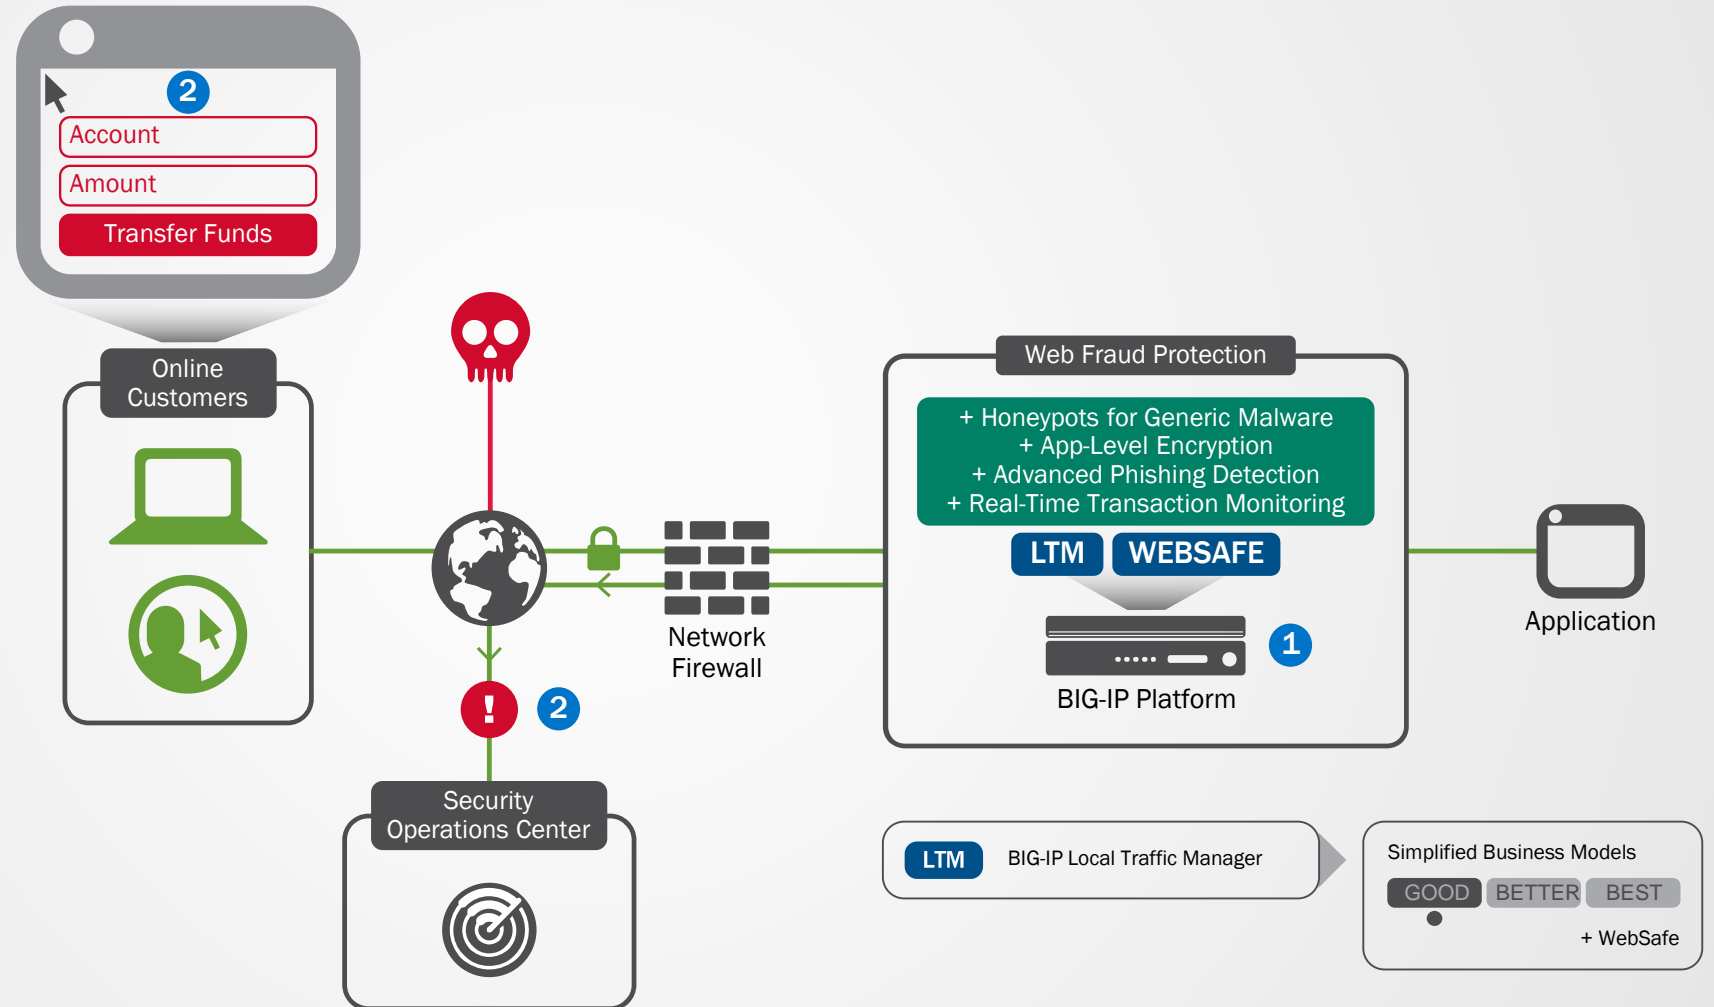 2
Account
Amount
Transfer Funds
Online
Customers
Web Fraud Protection
+ Honeypots for Generic Malware
+ App-Level Encryption
+ Advanced Phishing Detection
+ Real-Time Transaction Monitoring
LTM WEBSAFE
1
BIG-IP Platform
Network
Firewall
Application
!
2
Security
Operations Center
LTM BIG-IP Local Traffic Manager
Simplified Business Models
GOOD BETTER BEST
+ WebSafe